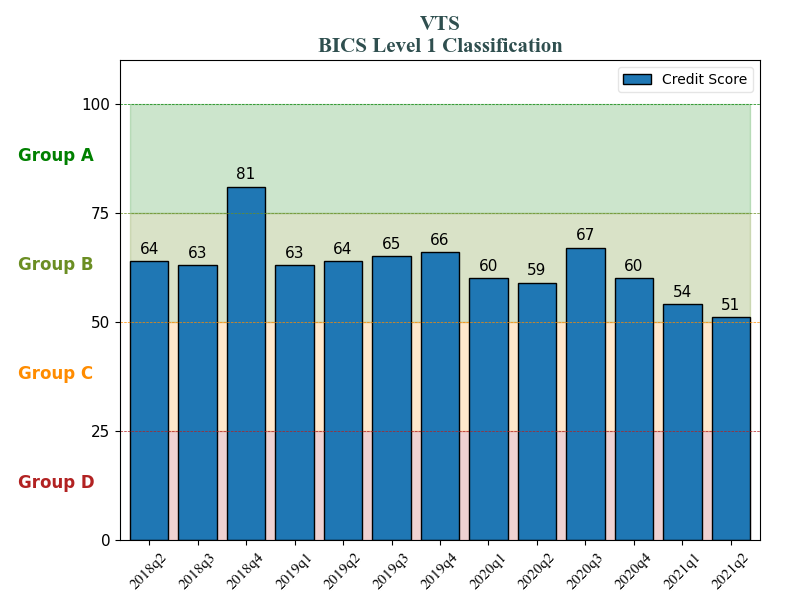 VTS
BICS Level 1 Classification
Credit Score
100
Group A
81
75
64
63
63
64
65
66
60
59
67
60
54
51
Group B
50
Group C
25
Group D
0
2018q2
2018q3
2018q4
2019q1
2019q2
2019q3
2019q4
2020q1
2020q2
2020q3
2020q4
2021q1
2021q2